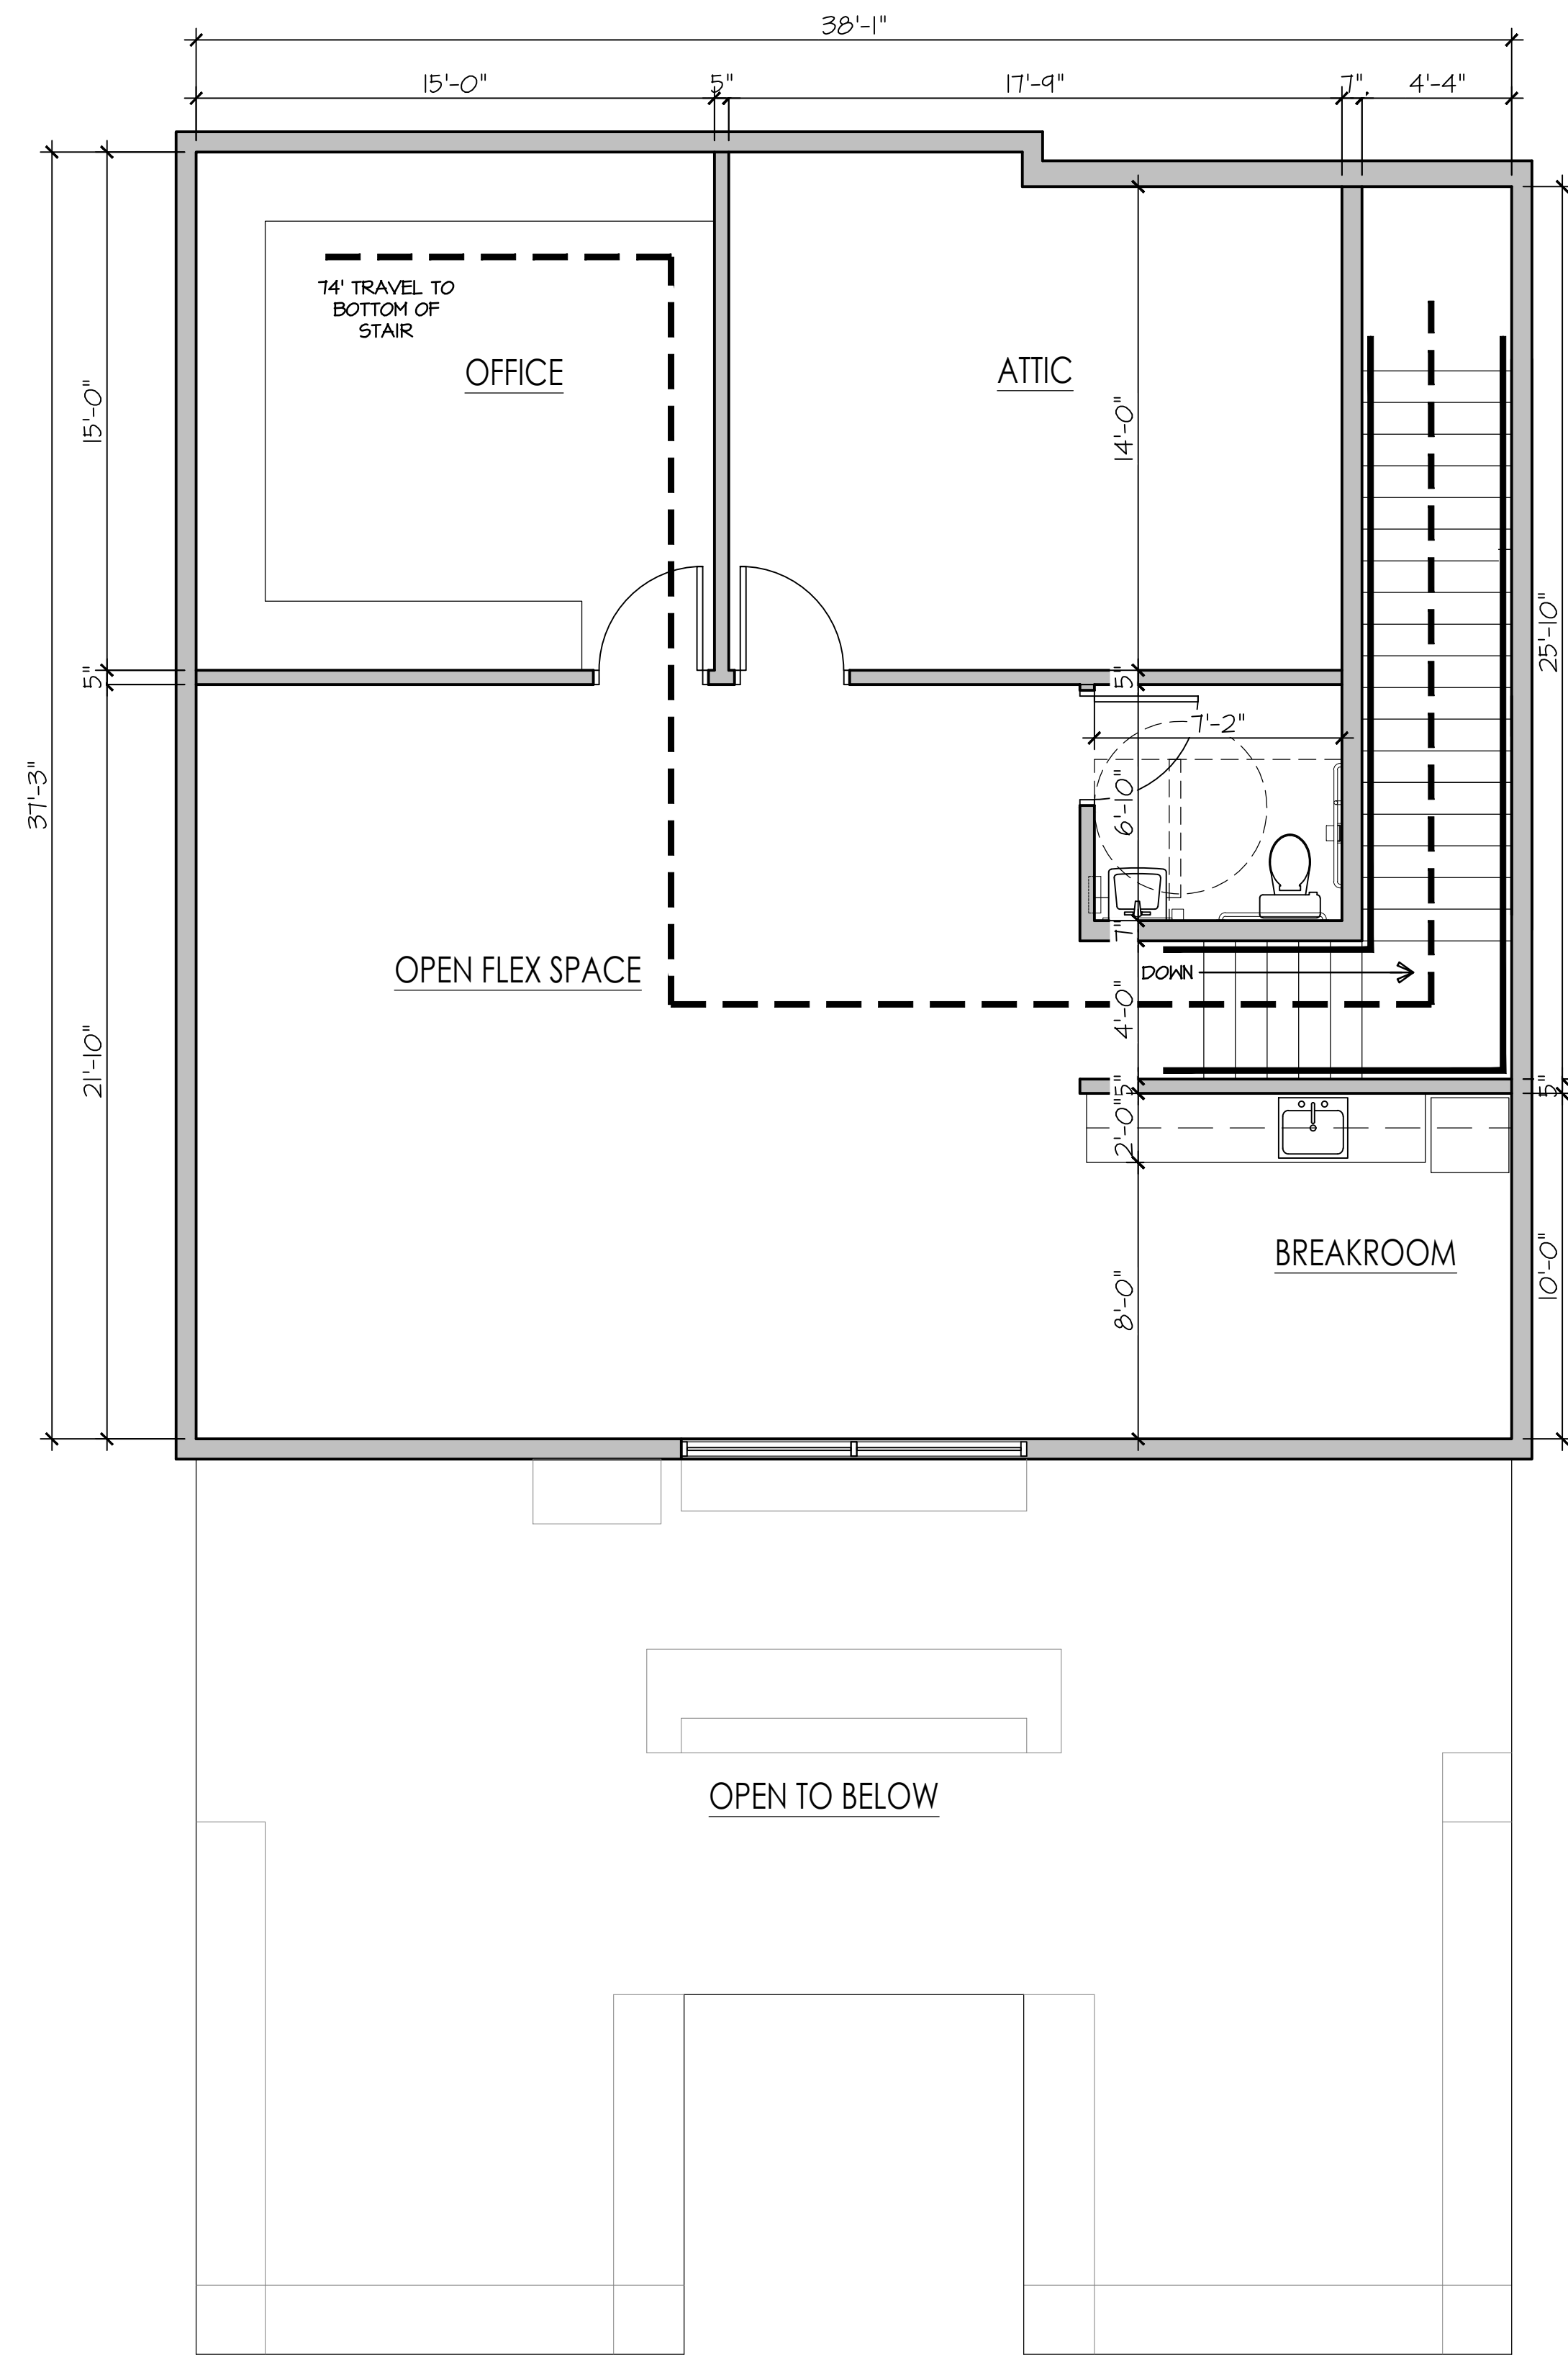 38'-1"
15'-0"
5"
17'-9"
7"
4'-4"
74' TRAVEL TO
BOTTOM OF
STAIR
OFFICE
ATTIC
15'-0"
14'-0"
25'-10"
5"
5"
7'-2"
37'-3"
6'-10"
7"
OPEN FLEX SPACE
DOWN
4'-0"
21'-10"
5"
5"
2'-0"
BREAKROOM
10'-0"
8'-0"
OPEN TO BELOW